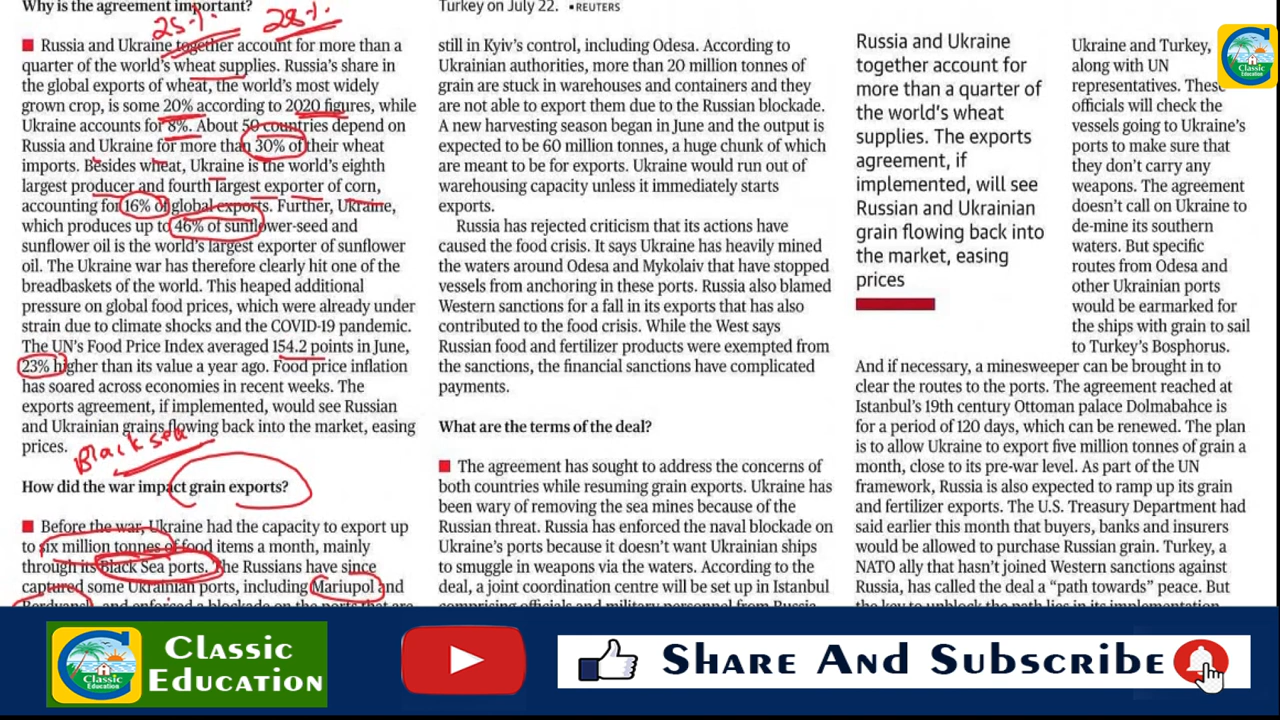 Why is the agreement important?
25% 28%
Russia and Ukraine together account for more than a
quarter of the world's wheat supplies. Russia's share in
the global exports of wheat, the world's most widely
grown crop, is some 20% according to 2020 figures, while
Ukraine accounts for 8%. About 50 countries depend on
Russia and Ukraine for more than 30% of their wheat
imports. Besides wheat, Ukraine is the world's eighth
largest producer and fourth largest exporter of corn,
accounting for 16% of global exports. Further, Ukraine,
which produces up to 46% of sunflower-seed and
sunflower oil is the world's largest exporter of sunflower
oil. The Ukraine war has therefore clearly hit one of the
breadbaskets of the world. This heaped additional
pressure on global food prices, which were already under
strain due to climate shocks and the COVID-19 pandemic.
The UN's Food Price Index averaged 154.2 points in June,
23% higher than its value a year ago. Food price inflation
has soared across economies in recent weeks. The
exports agreement, if implemented, would see Russian
and Ukrainian grains flowing back into the market, easing
prices.
Black sea
How did the war impact grain exports?
Before the war, Ukraine had the capacity to export up
to six million tonnes of food items a month, mainly
through its Black Sea ports. The Russians have since
captured some Ukrainian ports, including Mariupol and
Turkey on July 22. •REUTERS
still in Kyiv's control, including Odesa. According to
Ukrainian authorities, more than 20 million tonnes of
grain are stuck in warehouses and containers and they
are not able to export them due to the Russian blockade.
A new harvesting season began in June and the output is
expected to be 60 million tonnes, a huge chunk of which
are meant to be for exports. Ukraine would run out of
warehousing capacity unless it immediately starts
exports.
Russia has rejected criticism that its actions have
caused the food crisis. It says Ukraine has heavily mined
the waters around Odesa and Mykolaiv that have stopped
vessels from anchoring in these ports. Russia also blamed
Western sanctions for a fall in its exports that has also
contributed to the food crisis. While the West says
Russian food and fertilizer products were exempted from
the sanctions, the financial sanctions have complicated
payments.
What are the terms of the deal?
The agreement has sought to address the concerns of
both countries while resuming grain exports. Ukraine has
been wary of removing the sea mines because of the
Russian threat. Russia has enforced the naval blockade on
Ukraine's ports because it doesn't want Ukrainian ships
to smuggle in weapons via the waters. According to the
deal, a joint coordination centre will be set up in Istanbul
comprising officials and military personnel from Russia,
Russia and Ukraine
together account for
more than a quarter of
the world's wheat
supplies. The exports
agreement, if
implemented, will see
Russian and Ukrainian
grain flowing back into
the market, easing
prices
Ukraine and Turkey,
along with UN
representatives. These
officials will check the
vessels going to Ukraine's
ports to make sure that
they don't carry any
weapons. The agreement
doesn't call on Ukraine to
de-mine its southern
waters. But specific
routes from Odesa and
other Ukrainian ports
would be earmarked for
the ships with grain to sail
to Turkey's Bosphorus.
And if necessary, a minesweeper can be brought in to
clear the routes to the ports. The agreement reached at
Istanbul's 19th century Ottoman palace Dolmabahce is
for a period of 120 days, which can be renewed. The plan
is to allow Ukraine to export five million tonnes of grain a
month, close to its pre-war level. As part of the UN
framework, Russia is also expected to ramp up its grain
and fertilizer exports. The U.S. Treasury Department had
said earlier this month that buyers, banks and insurers
would be allowed to purchase Russian grain. Turkey, a
NATO ally that hasn't joined Western sanctions against
Russia, has called the deal a "path towards" peace. But
the key to unblock the path lies in its implementation.
Classic
Education
Classic
Education
Classic
Education
Share And Subscribe